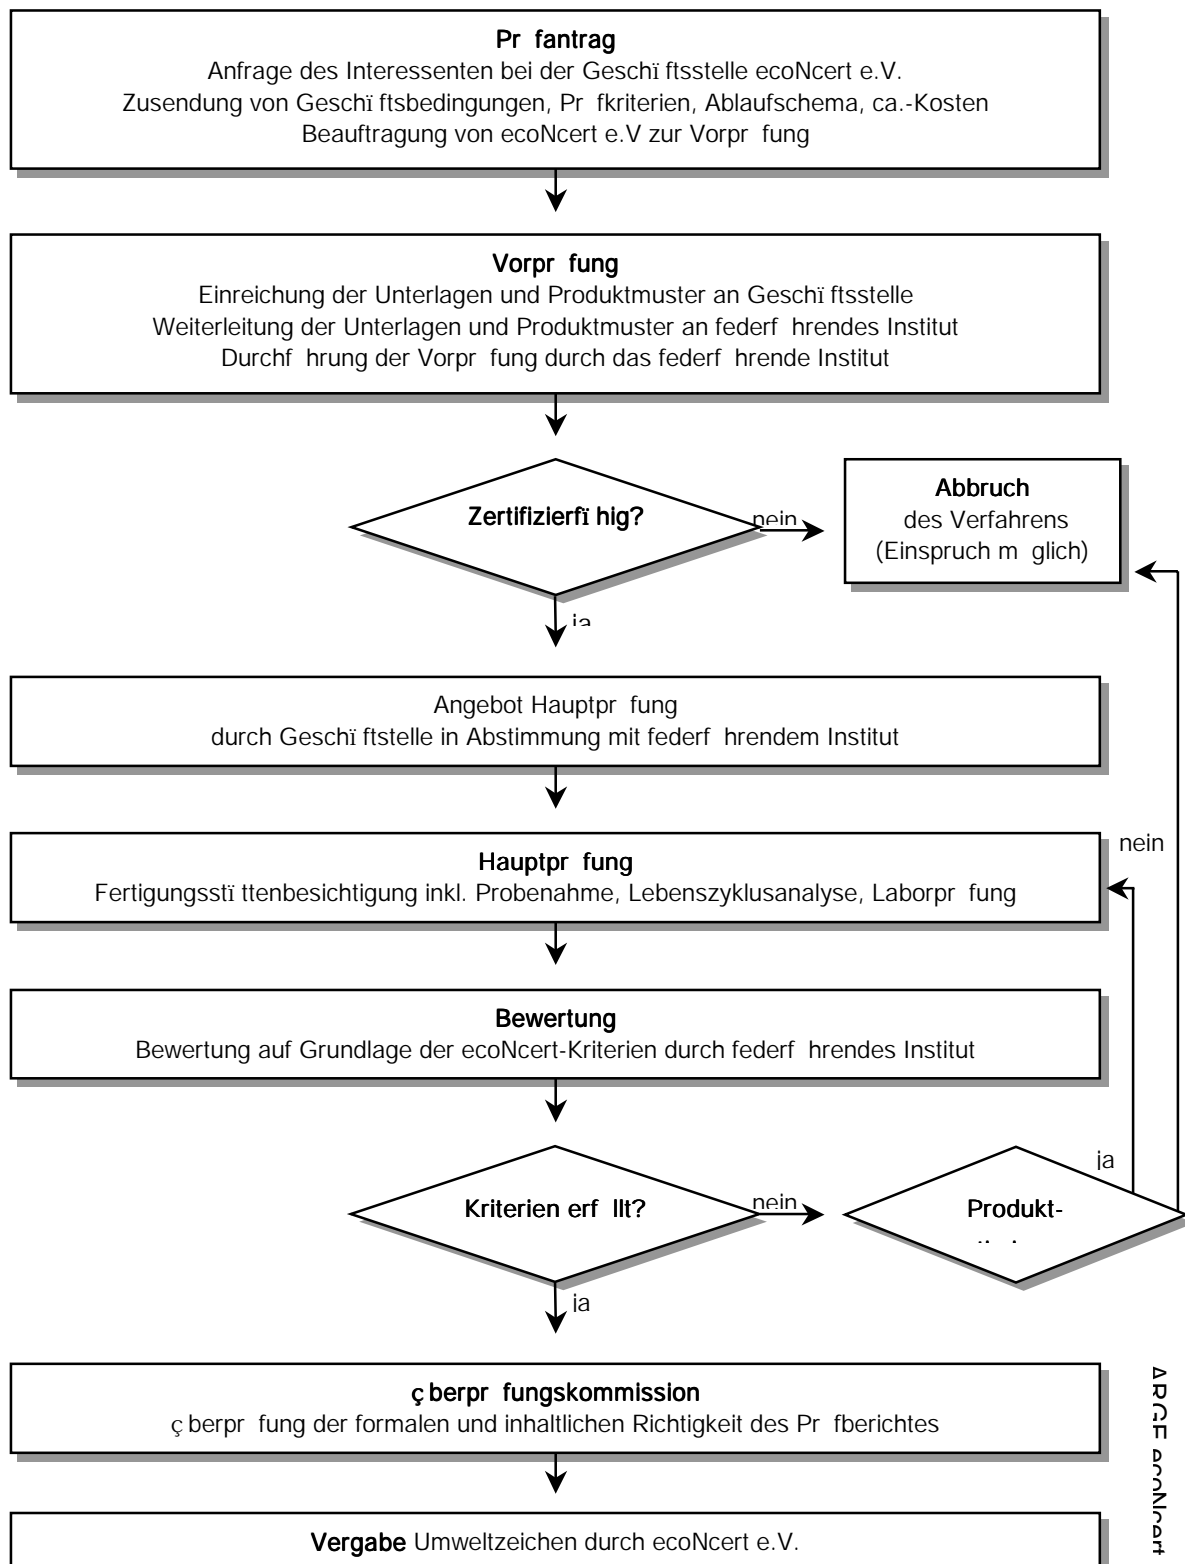 Pr fantrag
Anfrage des Interessenten bei der Geschï ftsstelle ecoNcert e.V.
Zusendung von Geschï ftsbedingungen, Pr fkriterien, Ablaufschema, ca.-Kosten
Beauftragung von ecoNcert e.V zur Vorpr fung
Vorpr fung
Einreichung der Unterlagen und Produktmuster an Geschï ftsstelle
Weiterleitung der Unterlagen und Produktmuster an federf hrendes Institut
Durchf hrung der Vorpr fung durch das federf hrende Institut
Zertifizierfï hig?
nein
Abbruch
des Verfahrens
(Einspruch m glich)
ja
Angebot Hauptpr fung
durch Geschï ftstelle in Abstimmung mit federf hrendem Institut
nein
Hauptpr fung
Fertigungsstï ttenbesichtigung inkl. Probenahme, Lebenszyklusanalyse, Laborpr fung
Bewertung
Bewertung auf Grundlage der ecoNcert-Kriterien durch federf hrendes Institut
Kriterien erf llt?
nein
ja
Produkt-
ja
ç berpr fungskommission
ç berpr fung der formalen und inhaltlichen Richtigkeit des Pr fberichtes
ARGE ecoNcert
Vergabe Umweltzeichen durch ecoNcert e.V.